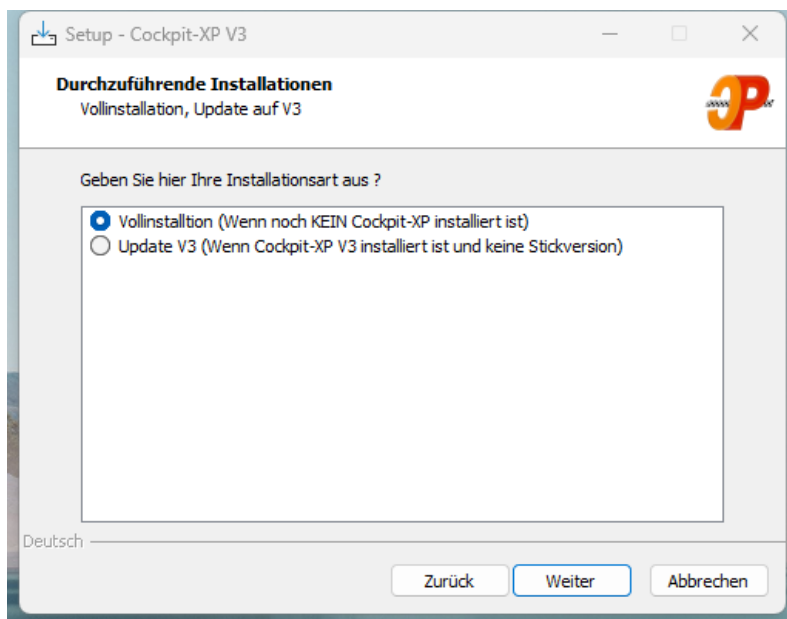 Setup - Cockpit-XP V3
Durchzuführende Installationen
Vollinstallation, Update auf V3
Geben Sie hier Ihre Installationsart aus ?
Vollinstalltion (Wenn noch KEIN Cockpit-XP installiert ist)
Update V3 (Wenn Cockpit-XP V3 installiert ist und keine Stickversion)
Deutsch
Zurück
Weiter
Abbrechen